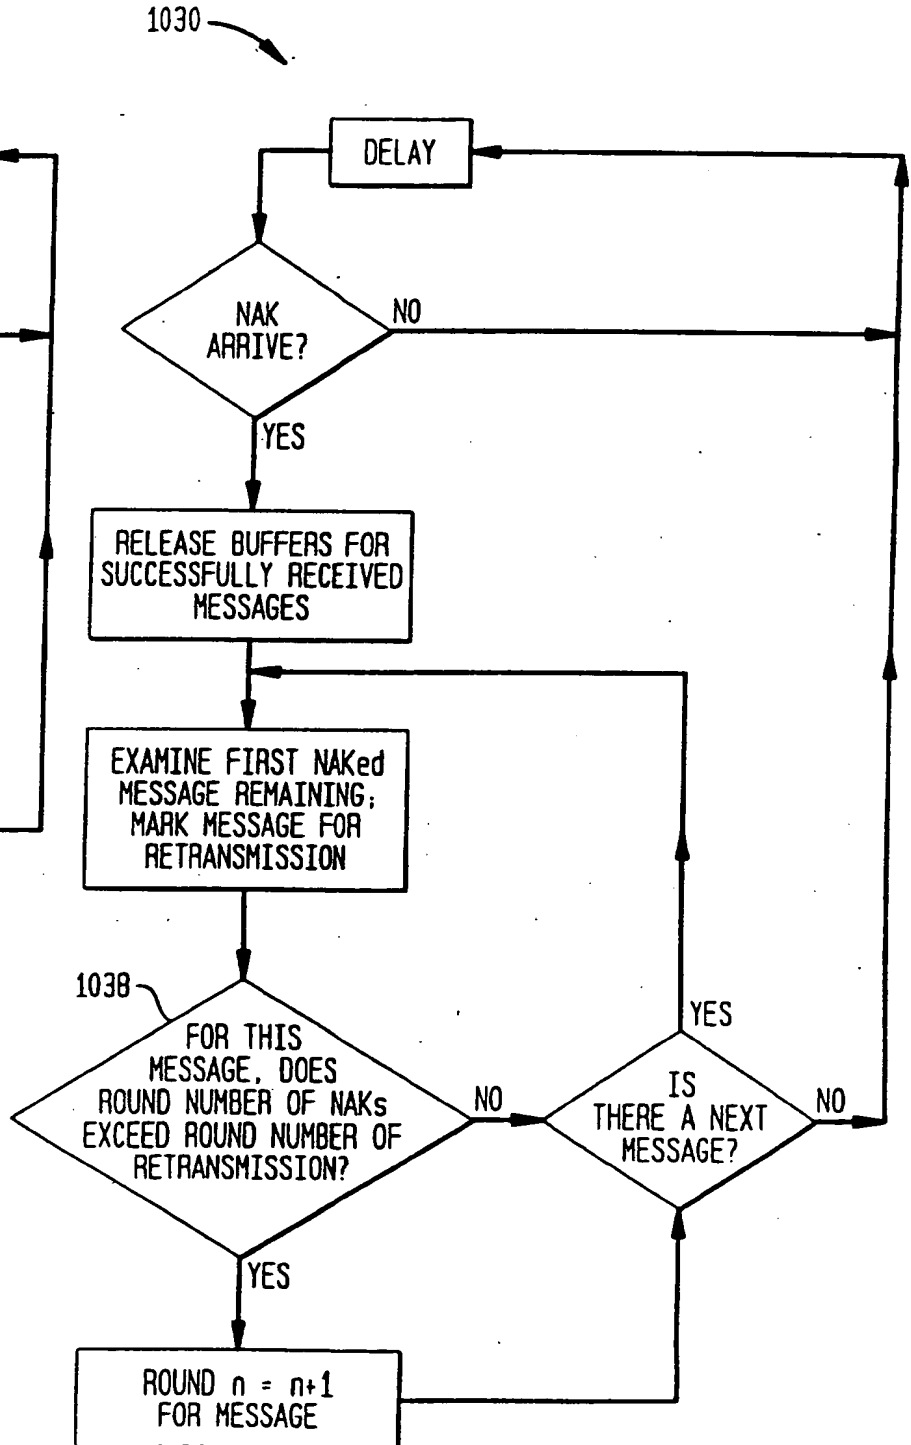 1030
DELAY
NAK
ARRIVE?
NO
YES
RELEASE BUFFERS FOR
SUCCESSFULLY RECEIVED
MESSAGES
EXAMINE FIRST NAKed
MESSAGE REMAINING;
MARK MESSAGE FOR
RETRANSMISSION
1038
FOR THIS
MESSAGE, DOES
ROUND NUMBER OF NAKs
EXCEED ROUND NUMBER OF
RETRANSMISSION?
NO
YES
IS
THERE A NEXT
MESSAGE?
YES
NO
ROUND n = n+1
FOR MESSAGE